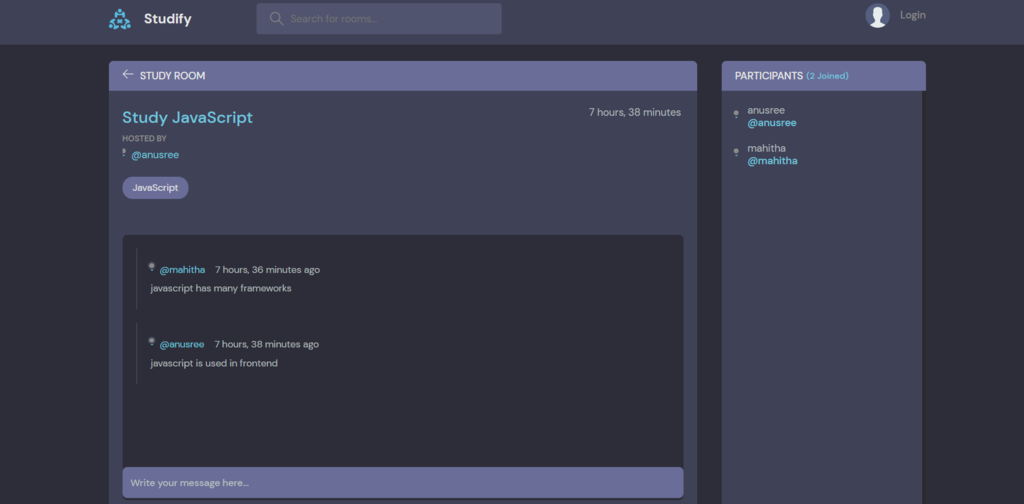 Studify
Search for rooms...
Login
STUDY ROOM
Study JavaScript
7 hours, 38 minutes
HOSTED BY
@anusree
JavaScript
@mahitha 7 hours, 36 minutes ago
javascript has many frameworks
@anusree 7 hours, 38 minutes ago
javascript is used in frontend
Write your message here...
PARTICIPANTS (2 Joined)
anusree
@anusree
mahitha
@mahitha